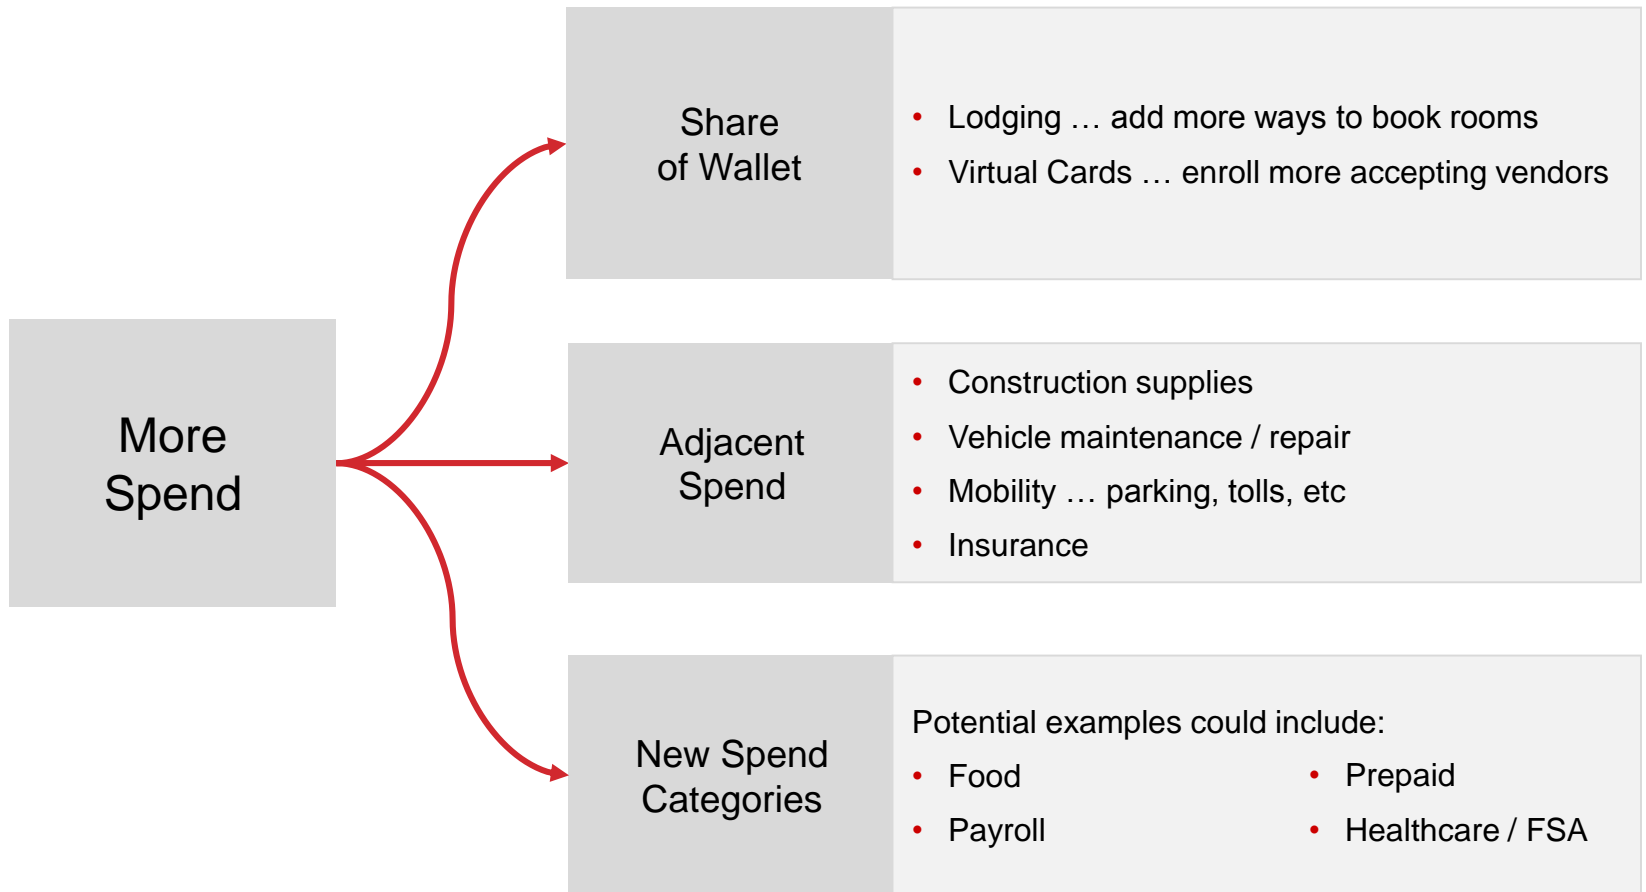 More
Spend
Share
of Wallet
• Lodging … add more ways to book rooms
• Virtual Cards … enroll more accepting vendors
Adjacent
Spend
• Construction supplies
• Vehicle maintenance / repair
• Mobility … parking, tolls, etc
• Insurance
New Spend
Categories
Potential examples could include:
• Food
• Payroll
• Prepaid
• Healthcare / FSA